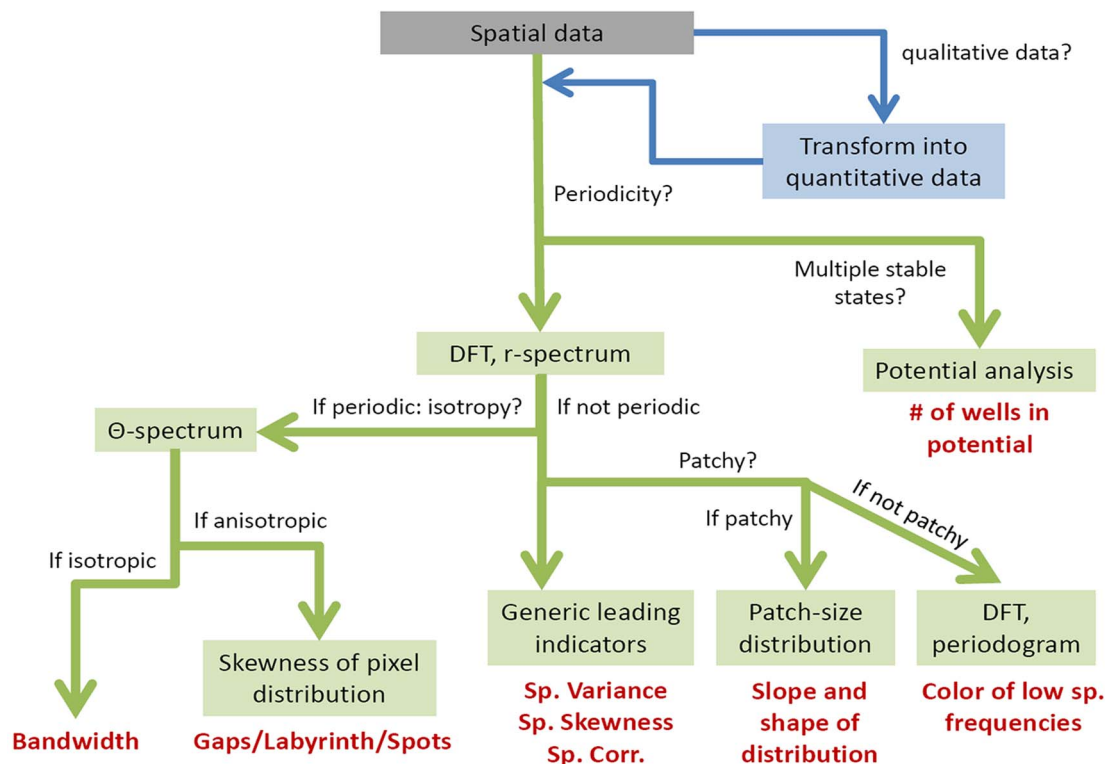 Spatial data
qualitative data?
Transform into
quantitative data
Periodicity?
Multiple stable
states?
DFT, r-spectrum
Potential analysis
# of wells in
potential
If periodic: isotropy?
If not periodic
Θ-spectrum
Patchy?
If anisotropic
If patchy
If not patchy
If isotropic
Generic leading
indicators
Patch-size
distribution
DFT,
periodogram
Skewness of pixel
distribution
Sp. Variance
Sp. Skewness
Sp. Corr.
Slope and
shape of
distribution
Color of low sp.
frequencies
Bandwidth
Gaps/Labyrinth/Spots